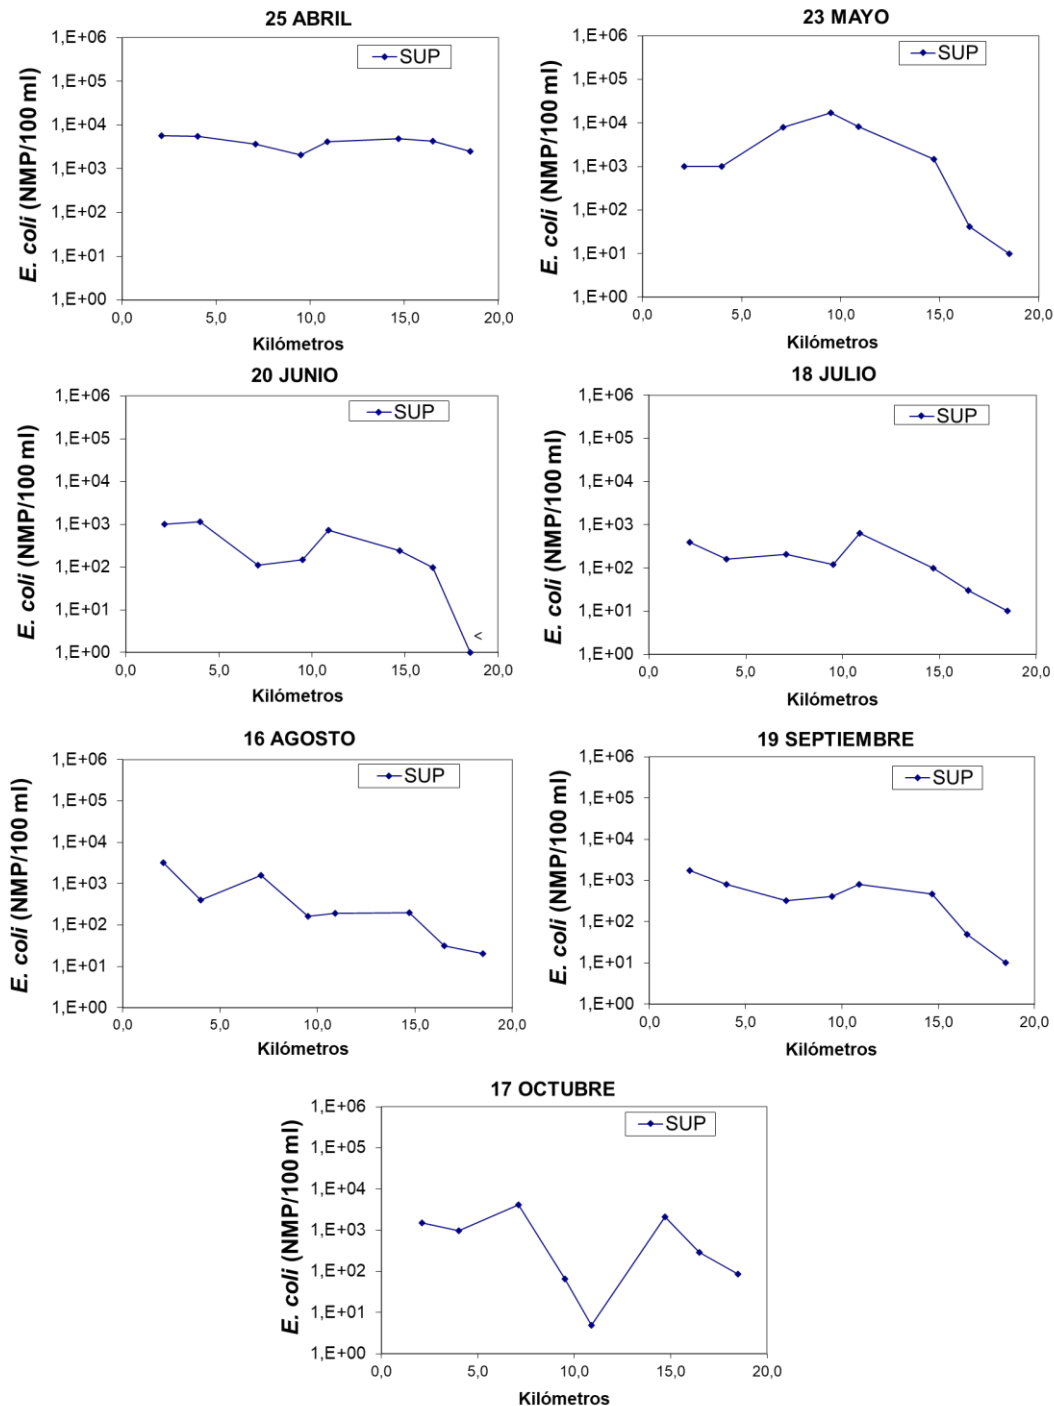 25 ABRIL
E. coli (NMP/100 ml)
1,E+06
1,E+05
1,E+04
1,E+03
1,E+02
1,E+01
1,E+00
SUP
0,0 5,0 10,0 15,0 20,0
Kilómetros
23 MAYO
E. coli (NMP/100 ml)
1,E+06
1,E+05
1,E+04
1,E+03
1,E+02
1,E+01
1,E+00
SUP
0,0 5,0 10,0 15,0 20,0
Kilómetros
20 JUNIO
E. coli (NMP/100 ml)
1,E+06
1,E+05
1,E+04
1,E+03
1,E+02
1,E+01
1,E+00
SUP
<
0,0 5,0 10,0 15,0 20,0
Kilómetros
18 JULIO
E. coli (NMP/100 ml)
1,E+06
1,E+05
1,E+04
1,E+03
1,E+02
1,E+01
1,E+00
SUP
0,0 5,0 10,0 15,0 20,0
Kilómetros
16 AGOSTO
E. coli (NMP/100 ml)
1,E+06
1,E+05
1,E+04
1,E+03
1,E+02
1,E+01
1,E+00
SUP
0,0 5,0 10,0 15,0 20,0
Kilómetros
19 SEPTIEMBRE
E. coli (NMP/100 ml)
1,E+06
1,E+05
1,E+04
1,E+03
1,E+02
1,E+01
1,E+00
SUP
0,0 5,0 10,0 15,0 20,0
Kilómetros
17 OCTUBRE
E. coli (NMP/100 ml)
1,E+06
1,E+05
1,E+04
1,E+03
1,E+02
1,E+01
1,E+00
SUP
0,0 5,0 10,0 15,0 20,0
Kilómetros